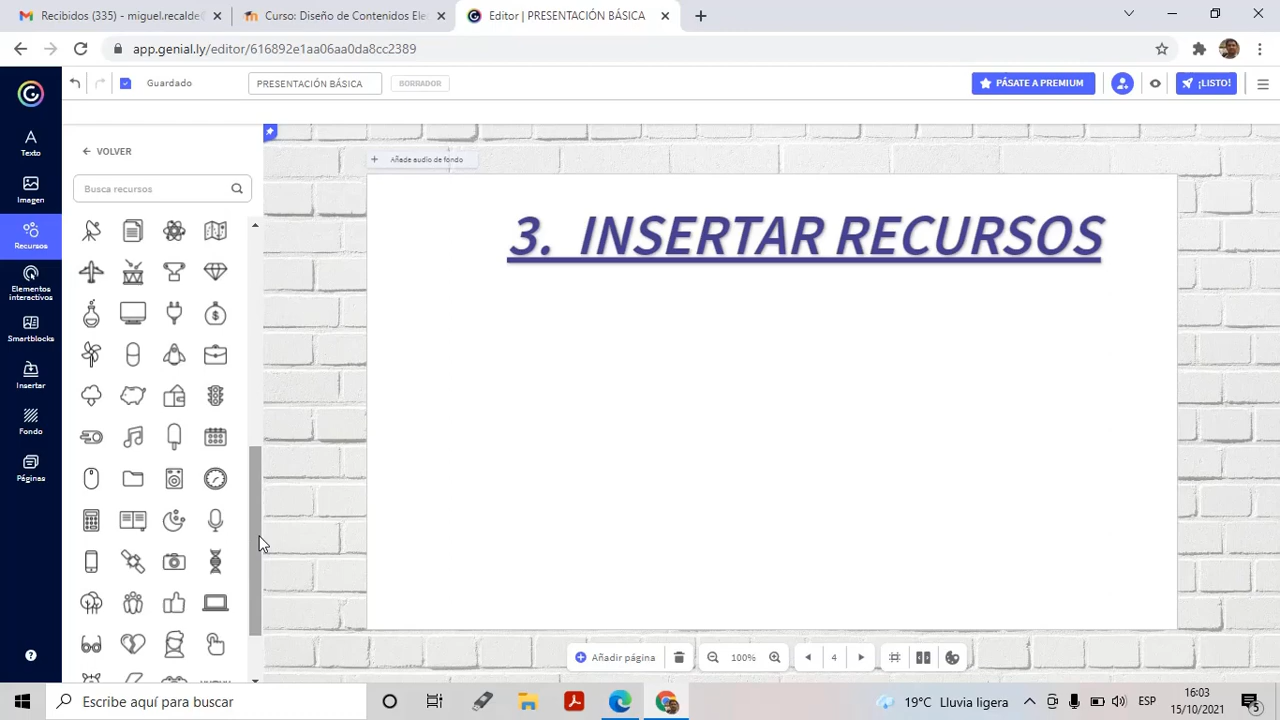 Recibidos (335) - miguel.recalde
Curso: Diseño de Contenidos Ele
Editor | PRESENTACIÓN BÁSICA
app.genial.ly/editor/616892e1aa06aa0da8cc2389
Guardado
PRESENTACIÓN BÁSICA
BORRADOR
PÁSATE A PREMIUM
¡LISTO!
Texto
Imagen
Recursos
Elementos
interactivos
Smartblocks
Insertar
Fondo
Páginas
VOLVER
Busca recursos
Añade audio de fondo
3. INSERTAR RECURSOS
Añadir página
100%
4
Escribe aquí para buscar
19°C Lluvia ligera
ESP
16:03
15/10/2021
5